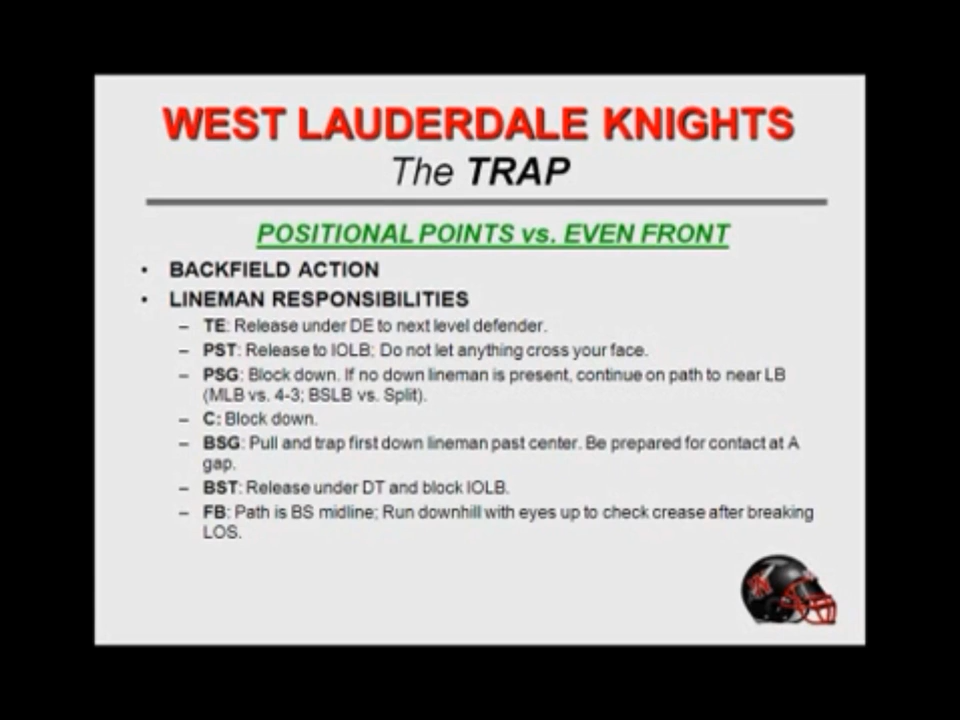 WEST LAUDERDALE KNIGHTS
The TRAP
POSITIONAL POINTS vs. EVEN FRONT
• BACKFIELD ACTION
• LINEMAN RESPONSIBILITIES
– TE: Release under DE to next level defender.
– PST: Release to IOLB; Do not let anything cross your face.
– PSG: Block down. If no down lineman is present, continue on path to near LB
(MLB vs. 4-3; BSLB vs. Split).
– C: Block down.
– BSG: Pull and trap first down lineman past center. Be prepared for contact at A
gap.
– BST: Release under DT and block IOLB.
– FB: Path is BS midline; Run downhill with eyes up to check crease after breaking
LOS.